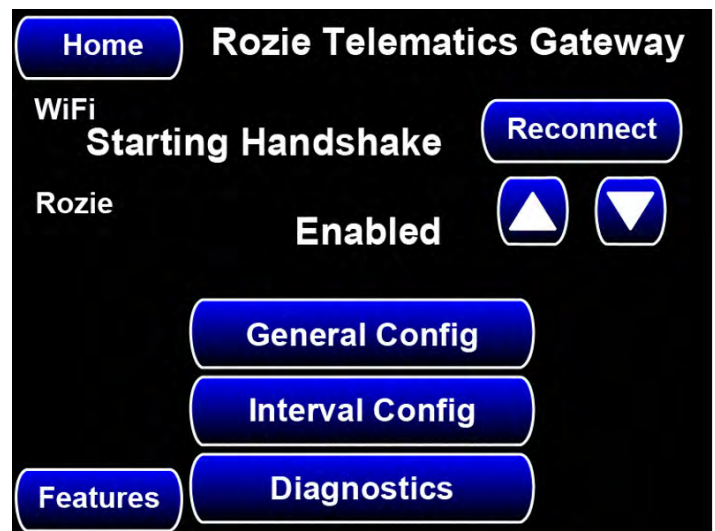 Home
Rozie Telematics Gateway
WiFi
Starting Handshake
Reconnect
Rozie
Enabled
General Config
Interval Config
Features
Diagnostics